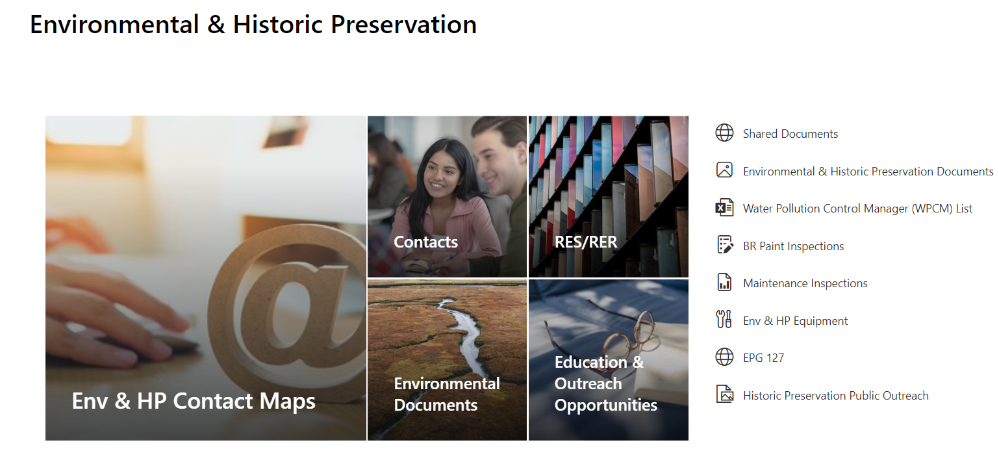 Environmental & Historic Preservation
Env & HP Contact Maps
Contacts
RES/RER
Environmental
Documents
Education &
Outreach
Opportunities
Shared Documents
Environmental & Historic Preservation Documents
Water Pollution Control Manager (WPCM) List
BR Paint Inspections
Maintenance Inspections
Env & HP Equipment
EPG 127
Historic Preservation Public Outreach